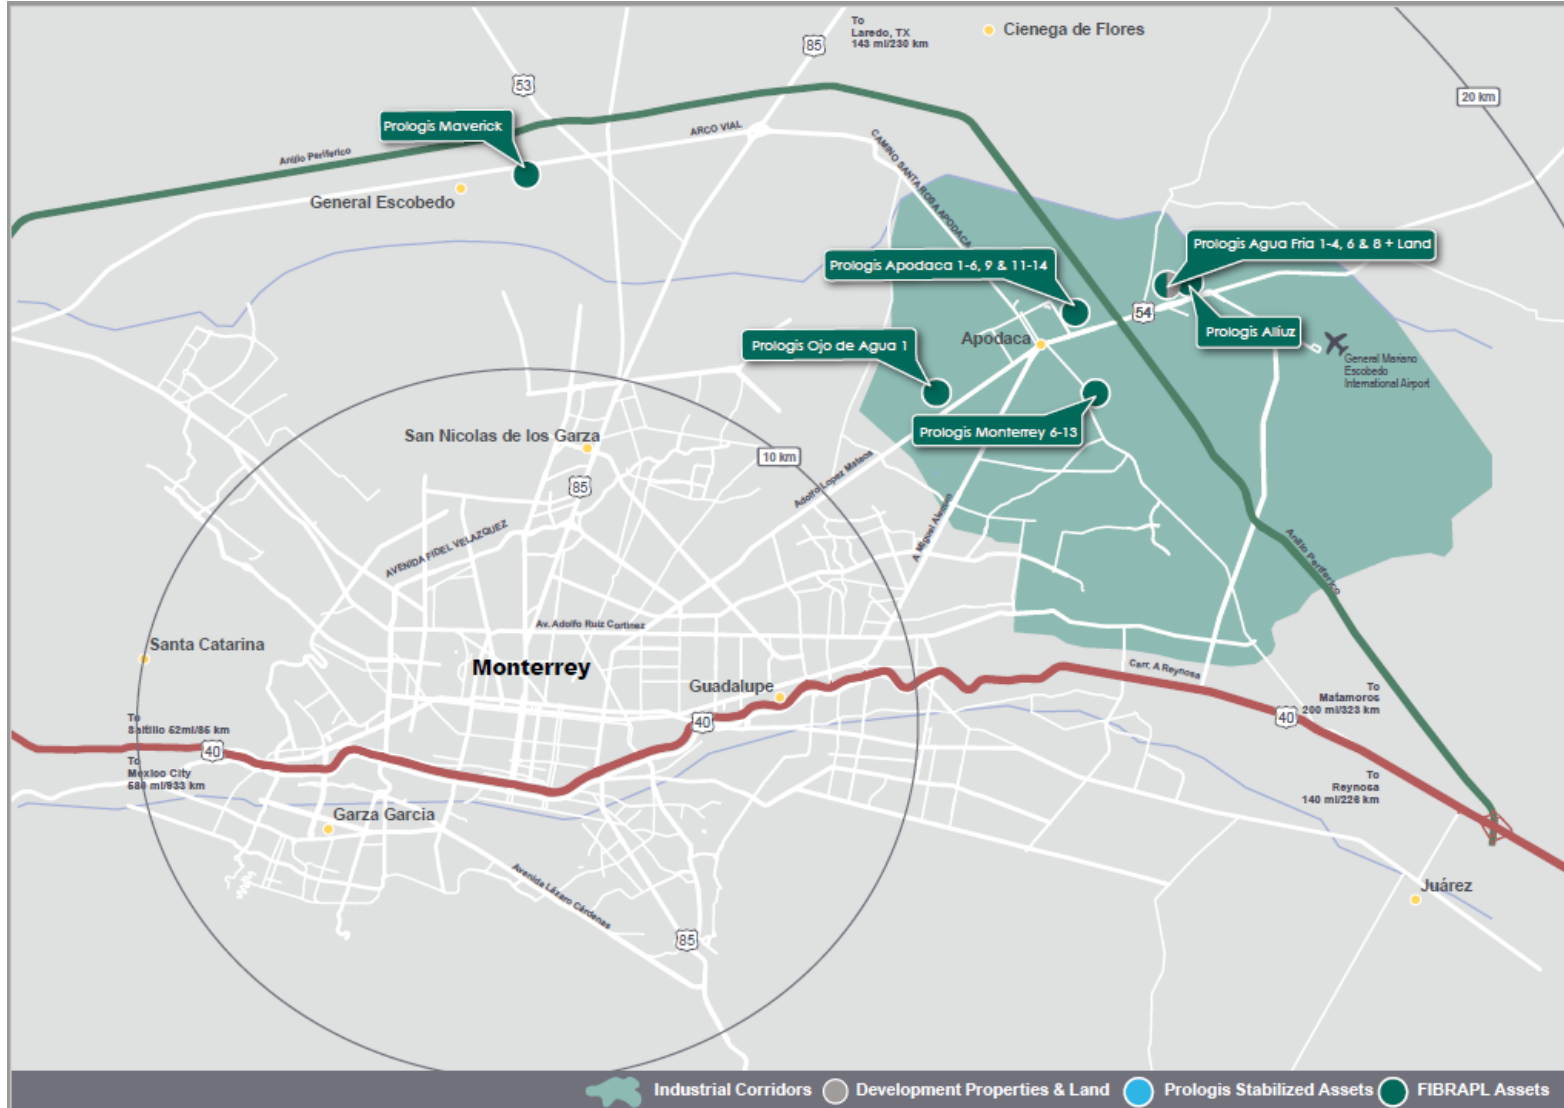 To
Laredo, TX
143 mi/230 km
85
Cienega de Flores
53
20 km
Prologis Maverick
ARCO VIAL
Anillo Periferico
CAMINO SANTA ROSA APODACA
General Escobedo
Prologis Agua Fria 1-4, 6 & 8 + Land
Prologis Apodaca 1-6, 9 & 11-14
54
Prologis Alliuz
Apodaca
Prologis Ojo de Agua 1
General Mariano
Escobedo
International Airport
Prologis Monterrey 6-13
San Nicolas de los Garza
10 km
Adolfo Lopez Mateos
85
A Miguel Aleman
AVENIDA FIDEL VELAZQUEZ
Anillo Periferico
Av. Adolfo Ruiz Cortinez
Santa Catarina
Monterrey
Guadalupe
Carr. A Reynosa
To
Matamoros
200 mi/323 km
40
40
To
Saltillo 52mi/85 km
40
To
Mexico City
580 mi/933 km
To
Reynosa
140 mi/226 km
Garza Garcia
Avenida Lázaro Cárdenas
Juárez
85
Industrial Corridors
Development Properties & Land
Prologis Stabilized Assets
FIBRAPL Assets